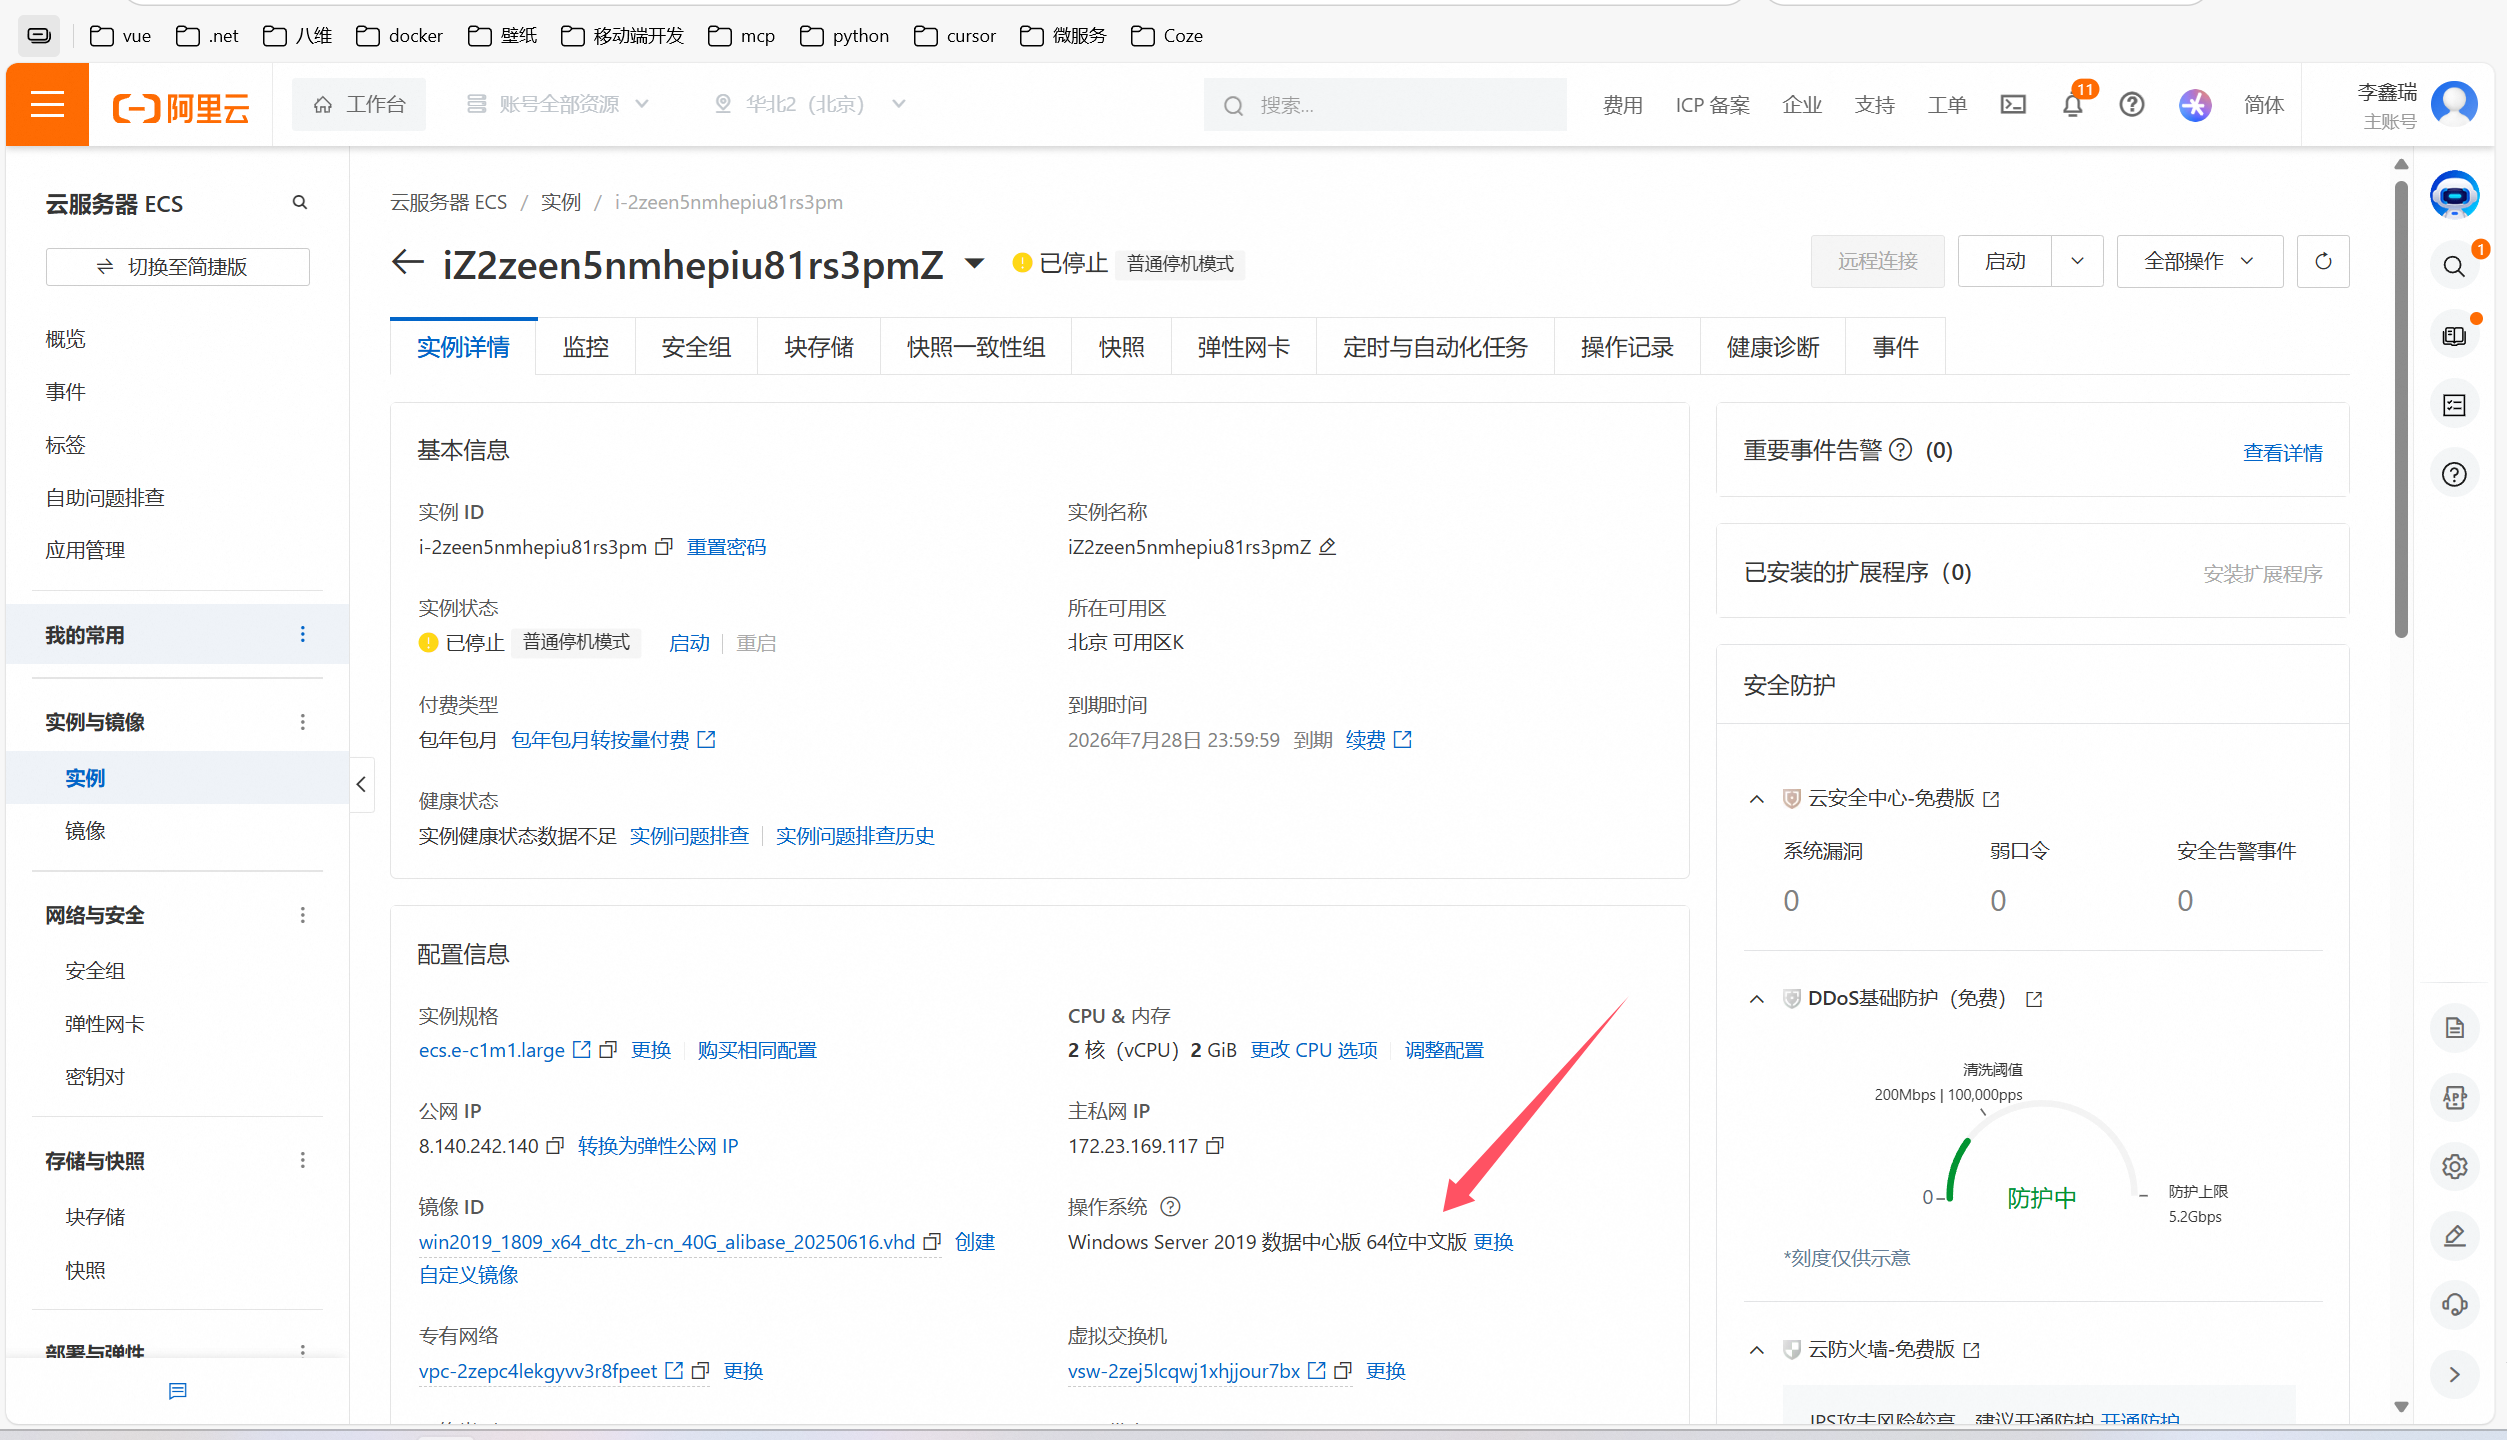 vue .net 八维 docker 壁纸 移动端开发 mcp python cursor 微服务 Coze
阿里云 工作台 账号全部资源 华北2（北京） 搜索... 费用 ICP 备案 企业 支持 工单 11 简体 李鑫瑞
主账号
云服务器 ECS
切换至简捷版
概览
事件
标签
自助问题排查
应用管理
我的常用
实例与镜像
实例
镜像
网络与安全
安全组
弹性网卡
密钥对
存储与快照
块存储
快照
部署与弹性
云服务器 ECS / 实例 / i-2zeen5nmhepiu81rs3pm
iZ2zeen5nmhepiu81rs3pmZ 已停止 普通停机模式 远程连接 启动 全部操作
实例详情 监控 安全组 块存储 快照一致性组 快照 弹性网卡 定时与自动化任务 操作记录 健康诊断 事件
基本信息
实例 ID
i-2zeen5nmhepiu81rs3pm 重置密码
实例名称
iZ2zeen5nmhepiu81rs3pmZ
实例状态
已停止 普通停机模式 启动 重启
所在可用区
北京 可用区K
付费类型
包年包月 包年包月转按量付费
到期时间
2026年7月28日 23:59:59 到期 续费
健康状态
实例健康状态数据不足 实例问题排查 实例问题排查历史
配置信息
实例规格
ecs.e-c1m1.large 更换 购买相同配置
CPU & 内存
2 核（vCPU）2 GiB 更改 CPU 选项 调整配置
公网 IP
8.140.242.140 转换为弹性公网 IP
主私网 IP
172.23.169.117
镜像 ID
win2019_1809_x64_dtc_zh-cn_40G_alibase_20250616.vhd 创建
自定义镜像
操作系统
Windows Server 2019 数据中心版 64位中文版 更换
专有网络
vpc-2zepc4lekgyvv3r8fpeet 更换
虚拟交换机
vsw-2zej5lcqwj1xhjjour7bx 更换
重要事件告警 (0) 查看详情
已安装的扩展程序（0) 安装扩展程序
安全防护
云安全中心-免费版
系统漏洞 弱口令 安全告警事件
0 0 0
DDoS基础防护（免费）
清洗阈值
200Mbps | 100,000pps
0 防护中 防护上限
5.2Gbps
*刻度仅供示意
云防火墙-免费版
IPS攻击风险较高，建议开通防护 开通防护
1
APP